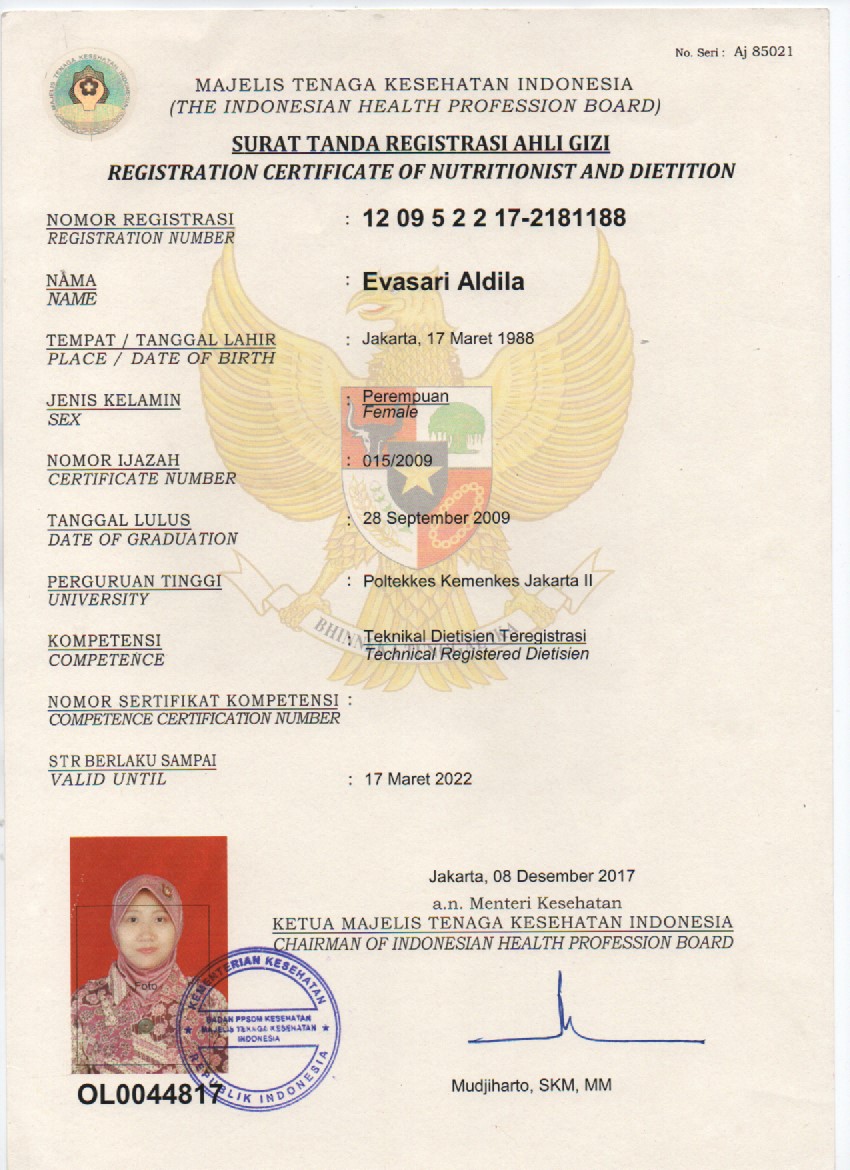 No. Seri : Aj 85021
MAJELIS TENAGA KESEHATAN INDONESIA
MAJELIS TENAGA KESEHATAN INDONESIA
(THE INDONESIAN HEALTH PROFESSION BOARD)
SURAT TANDA REGISTRASI AHLI GIZI
REGISTRATION CERTIFICATE OF NUTRITIONIST AND DIETITION
NOMOR REGISTRASI : 12 09 5 2 2 17-2181188
REGISTRATION NUMBER
NAMA : Evasari Aldila
NAME
TEMPAT / TANGGAL LAHIR : Jakarta, 17 Maret 1988
PLACE / DATE OF BIRTH
JENIS KELAMIN : Perempuan
SEX Female
NOMOR IJAZAH : 015/2009
CERTIFICATE NUMBER
TANGGAL LULUS : 28 September 2009
DATE OF GRADUATION
PERGURUAN TINGGI : Poltekkes Kemenkes Jakarta II
UNIVERSITY
BHINN KA
KOMPETENSI : Teknikal Dietisien Teregistrasi
COMPETENCE Technical Registered Dietisien
NOMOR SERTIFIKAT KOMPETENSI :
COMPETENCE CERTIFICATION NUMBER
STR BERLAKU SAMPAI
VALID UNTIL : 17 Maret 2022
Jakarta, 08 Desember 2017
a.n. Menteri Kesehatan
KETUA MAJELIS TENAGA KESEHATAN INDONESIA
CHAIRMAN OF INDONESIAN HEALTH PROFESSION BOARD
Foto
KEMENTERIAN KESEHATAN
BADAN PPSDM KESEHATAN
MAJELIS TENAGA KESEHATAN
INDONESIA
REPUBLIK INDONESIA
OL0044817
Mudjiharto, SKM, MM